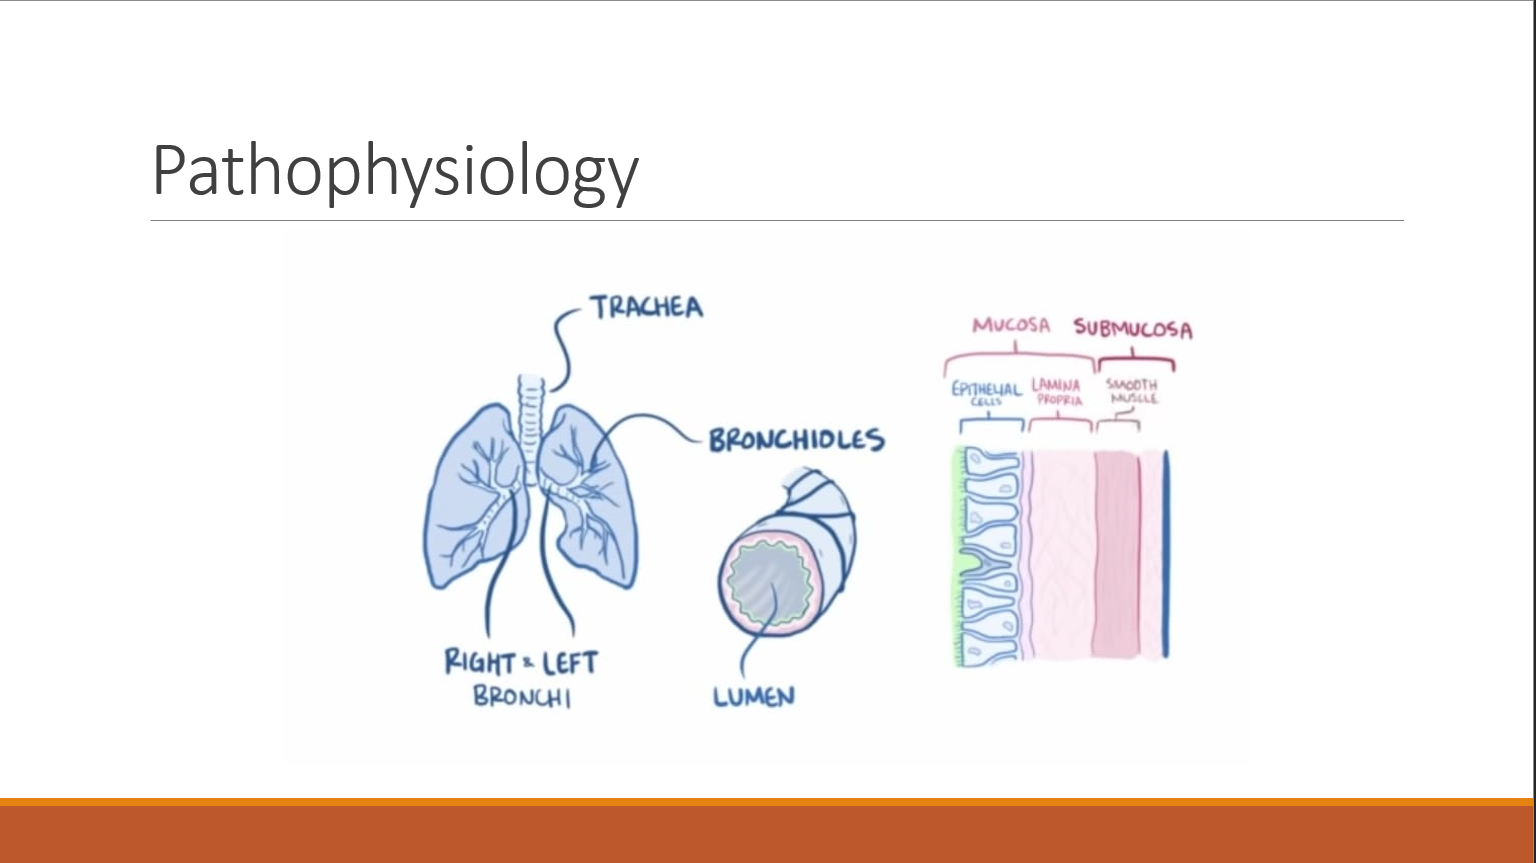 Pathophysiology
TRACHEA
BRONCHIOLES
RIGHT & LEFT
BRONCHI
LUMEN
MUCOSA
SUBMUCOSA
EPITHELIAL
CELLS
LAMINA
PROPRIA
SMOOTH
MUSCLE